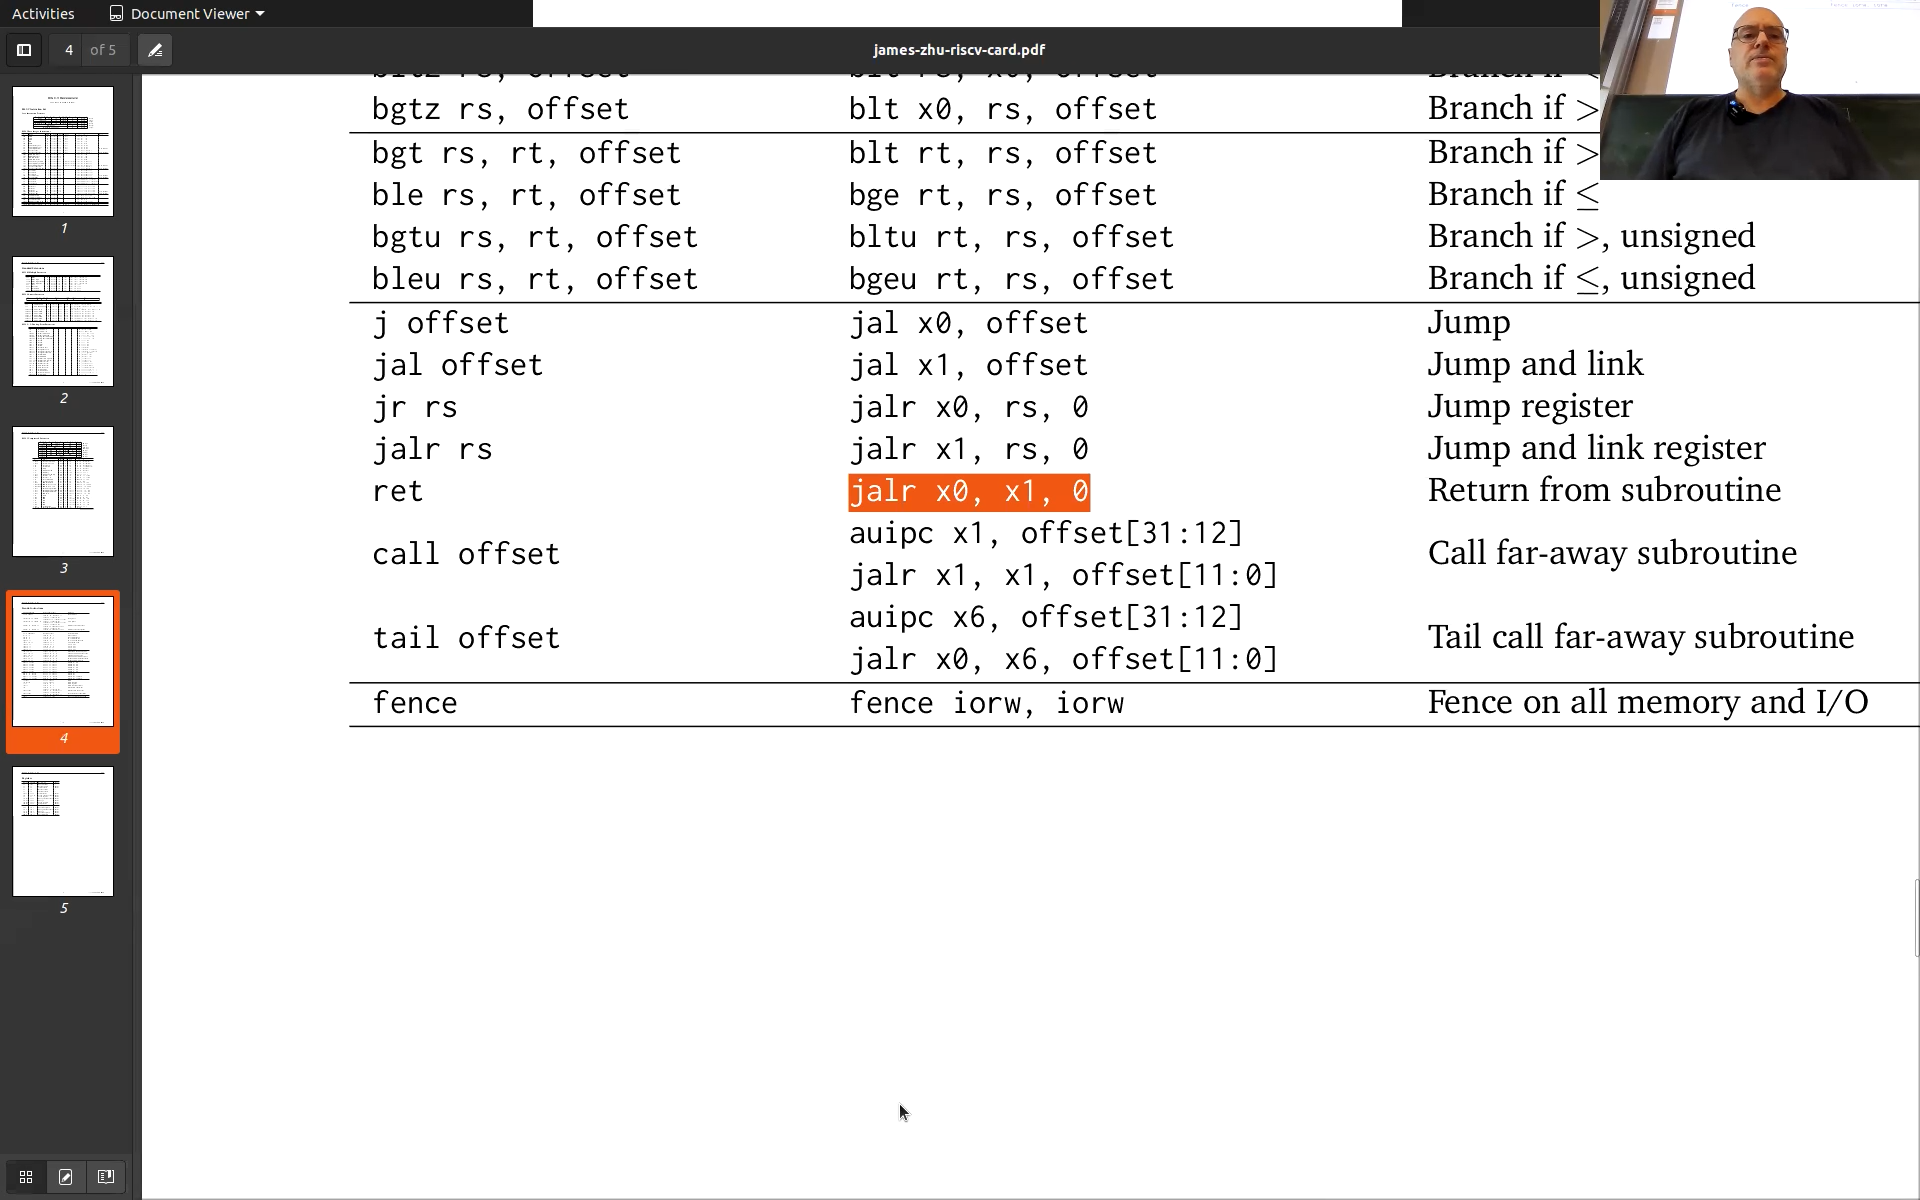 Activities Document Viewer
4 of 5 james-zhu-riscv-card.pdf
bgtz rs, offset blt x0, rs, offset Branch if >
bgt rs, rt, offset blt rt, rs, offset Branch if >
ble rs, rt, offset bge rt, rs, offset Branch if ≤
bgtu rs, rt, offset bltu rt, rs, offset Branch if >, unsigned
bleu rs, rt, offset bgeu rt, rs, offset Branch if ≤, unsigned
j offset jal x0, offset Jump
jal offset jal x1, offset Jump and link
jr rs jalr x0, rs, 0 Jump register
jalr rs jalr x1, rs, 0 Jump and link register
ret jalr x0, x1, 0 Return from subroutine
auipc x1, offset[31:12]
call offset Call far-away subroutine
jalr x1, x1, offset[11:0]
auipc x6, offset[31:12]
tail offset Tail call far-away subroutine
jalr x0, x6, offset[11:0]
fence fence iorw, iorw Fence on all memory and I/O
1
2
3
4
5